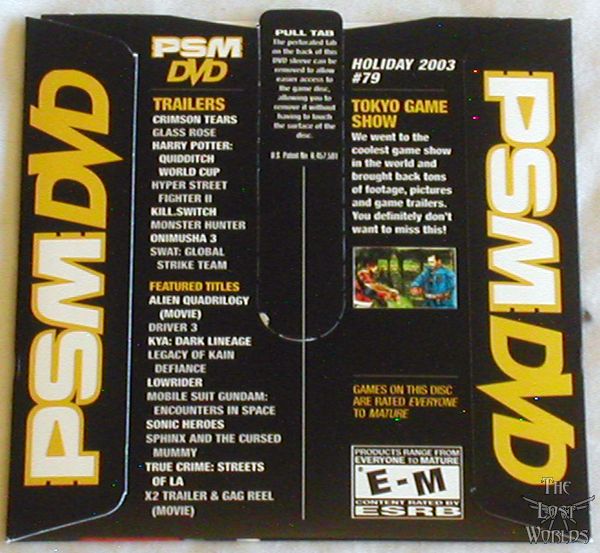 PSM DVD
PSM
DVD
TRAILERS
CRIMSON TEARS
GLASS ROSE
HARRY POTTER:
QUIDDITCH
WORLD CUP
HYPER STREET
FIGHTER II
KILL.SWITCH
MONSTER HUNTER
ONIMUSHA 3
SWAT: GLOBAL
STRIKE TEAM
FEATURED TITLES
ALIEN QUADRILOGY
(MOVIE)
DRIVER 3
KYA: DARK LINEAGE
LEGACY OF KAIN
DEFIANCE
LOWRIDER
MOBILE SUIT GUNDAM:
ENCOUNTERS IN SPACE
SONIC HEROES
SPHINX AND THE CURSED
MUMMY
TRUE CRIME: STREETS
OF LA
X2 TRAILER & GAG REEL
(MOVIE)
PULL TAB
The perforated tab
on the back of this
DVD sleeve can be
removed to allow
easier access to
the game disc,
allowing you to
remove it without
having to touch
the surface of the
disc.
U.S. Patent No 6,457,581
HOLIDAY 2003
#79
TOKYO GAME
SHOW
We went to the
coolest game show
in the world and
brought back tons
of footage, pictures
and game trailers.
You definitely don't
want to miss this!
GAMES ON THIS DISC
ARE RATED EVERYONE
TO MATURE
PRODUCTS RANGE FROM
EVERYONE TO MATURE
E-M
CONTENT RATED BY
ESRB
PSM DVD
THE
LOST
WORLDS